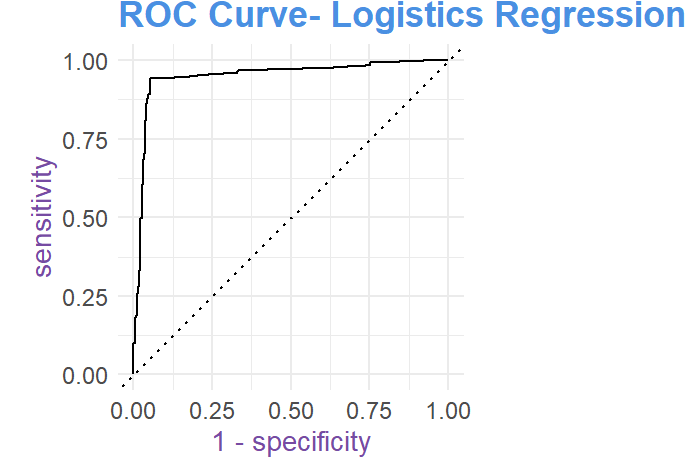 ROC Curve- Logistics Regression
1.00
0.75
0.50
0.25
0.00
sensitivity
0.00 0.25 0.50 0.75 1.00
1 - specificity